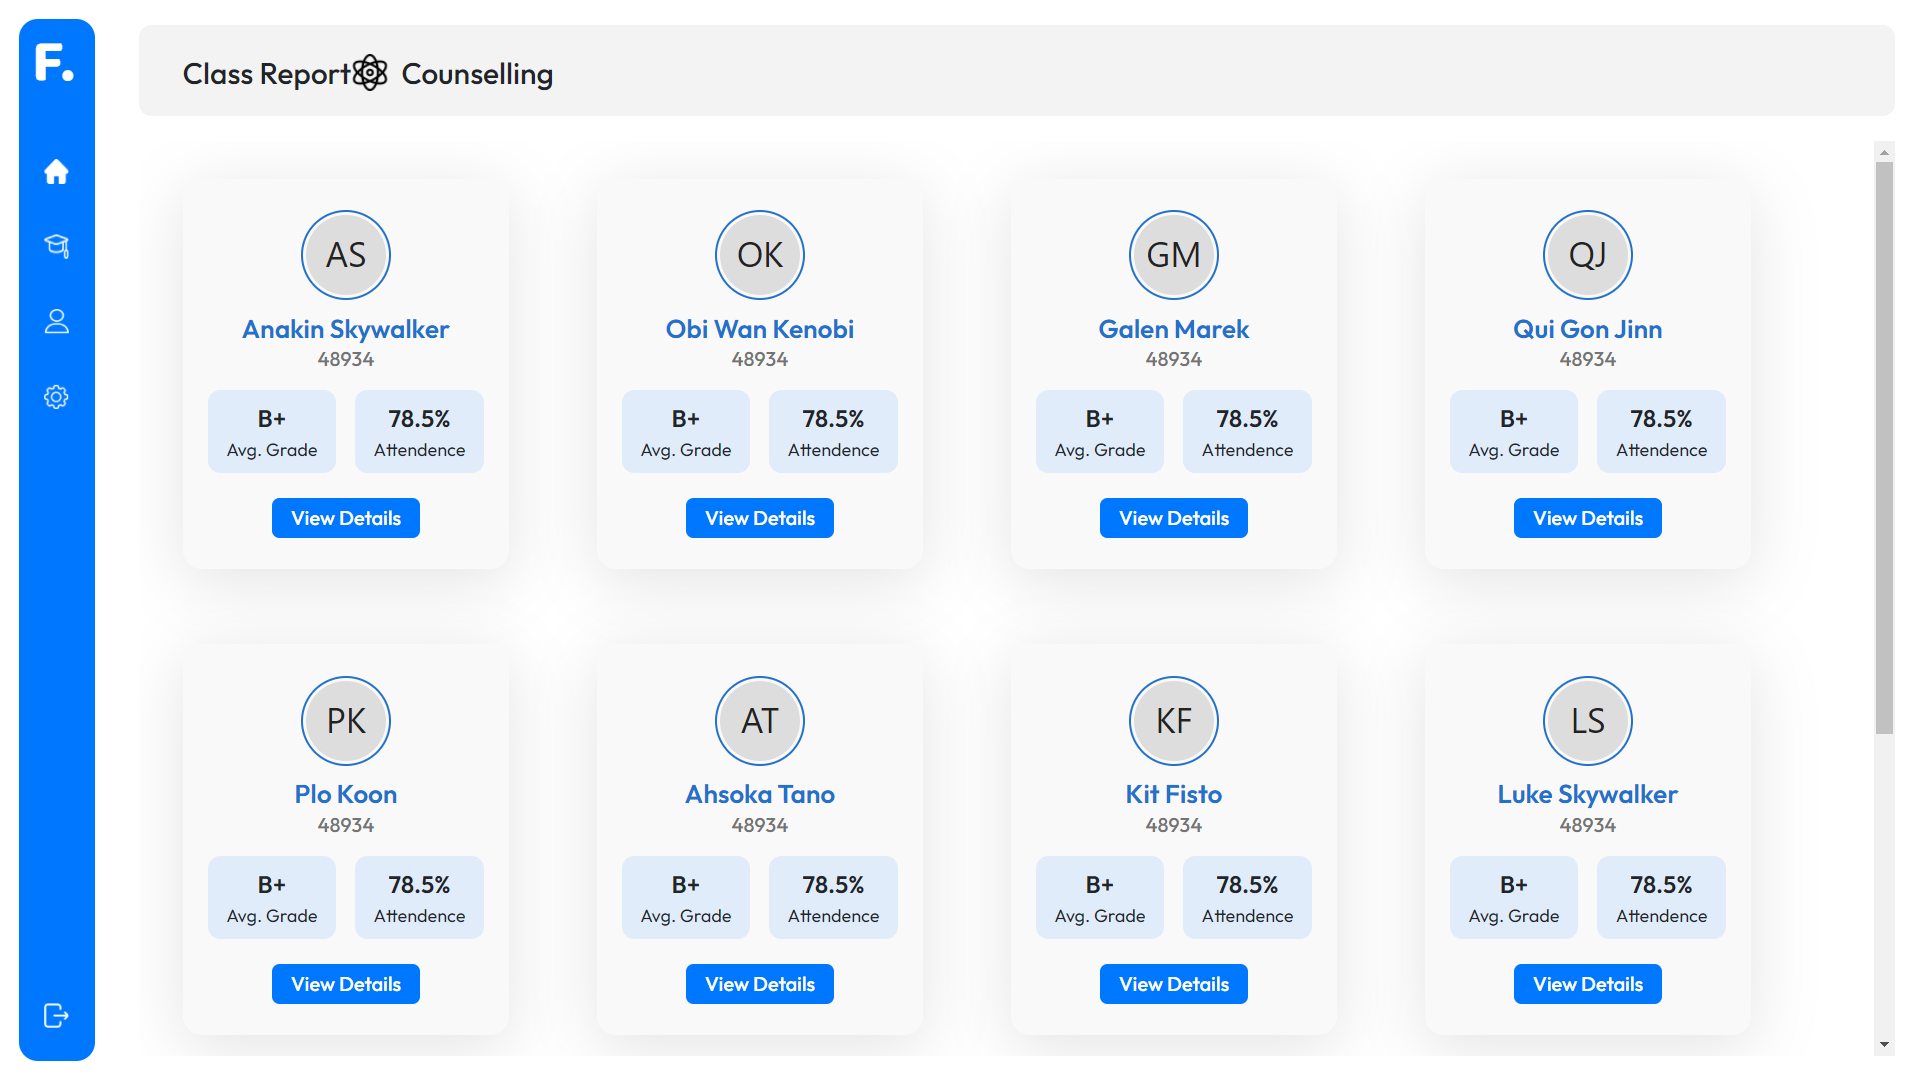 F.
Class Report Counselling
AS
OK
GM
QJ
Anakin Skywalker
Obi Wan Kenobi
Galen Marek
Qui Gon Jinn
48934
48934
48934
48934
B+ 78.5% B+ 78.5% B+ 78.5% B+ 78.5%
Avg. Grade Attendence Avg. Grade Attendence Avg. Grade Attendence Avg. Grade Attendence
View Details
View Details
View Details
View Details
PK
AT
KF
LS
Plo Koon
Ahsoka Tano
Kit Fisto
Luke Skywalker
48934
48934
48934
48934
B+ 78.5% B+ 78.5% B+ 78.5% B+ 78.5%
Avg. Grade Attendence Avg. Grade Attendence Avg. Grade Attendence Avg. Grade Attendence
View Details
View Details
View Details
View Details